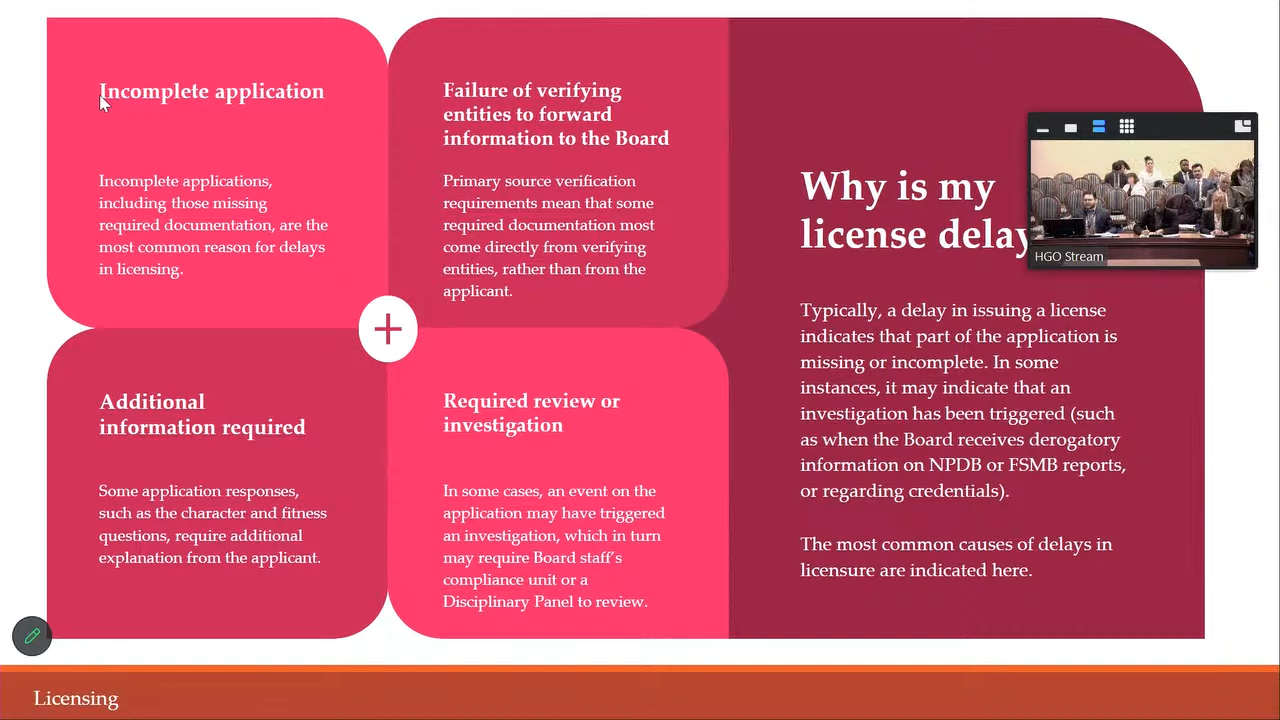 Incomplete application
Incomplete applications,
including those missing
required documentation, are the
most common reason for delays
in licensing.
Failure of verifying
entities to forward
information to the Board
Primary source verification
requirements mean that some
required documentation most
come directly from verifying
entities, rather than from the
applicant.
Additional
information required
Some application responses,
such as the character and fitness
questions, require additional
explanation from the applicant.
Required review or
investigation
In some cases, an event on the
application may have triggered
an investigation, which in turn
may require Board staff's
compliance unit or a
Disciplinary Panel to review.
Why is my
license delay
Typically, a delay in issuing a license
indicates that part of the application is
missing or incomplete. In some
instances, it may indicate that an
investigation has been triggered (such
as when the Board receives derogatory
information on NPDB or FSMB reports,
or regarding credentials).
The most common causes of delays in
licensure are indicated here.
HGO Stream
Licensing